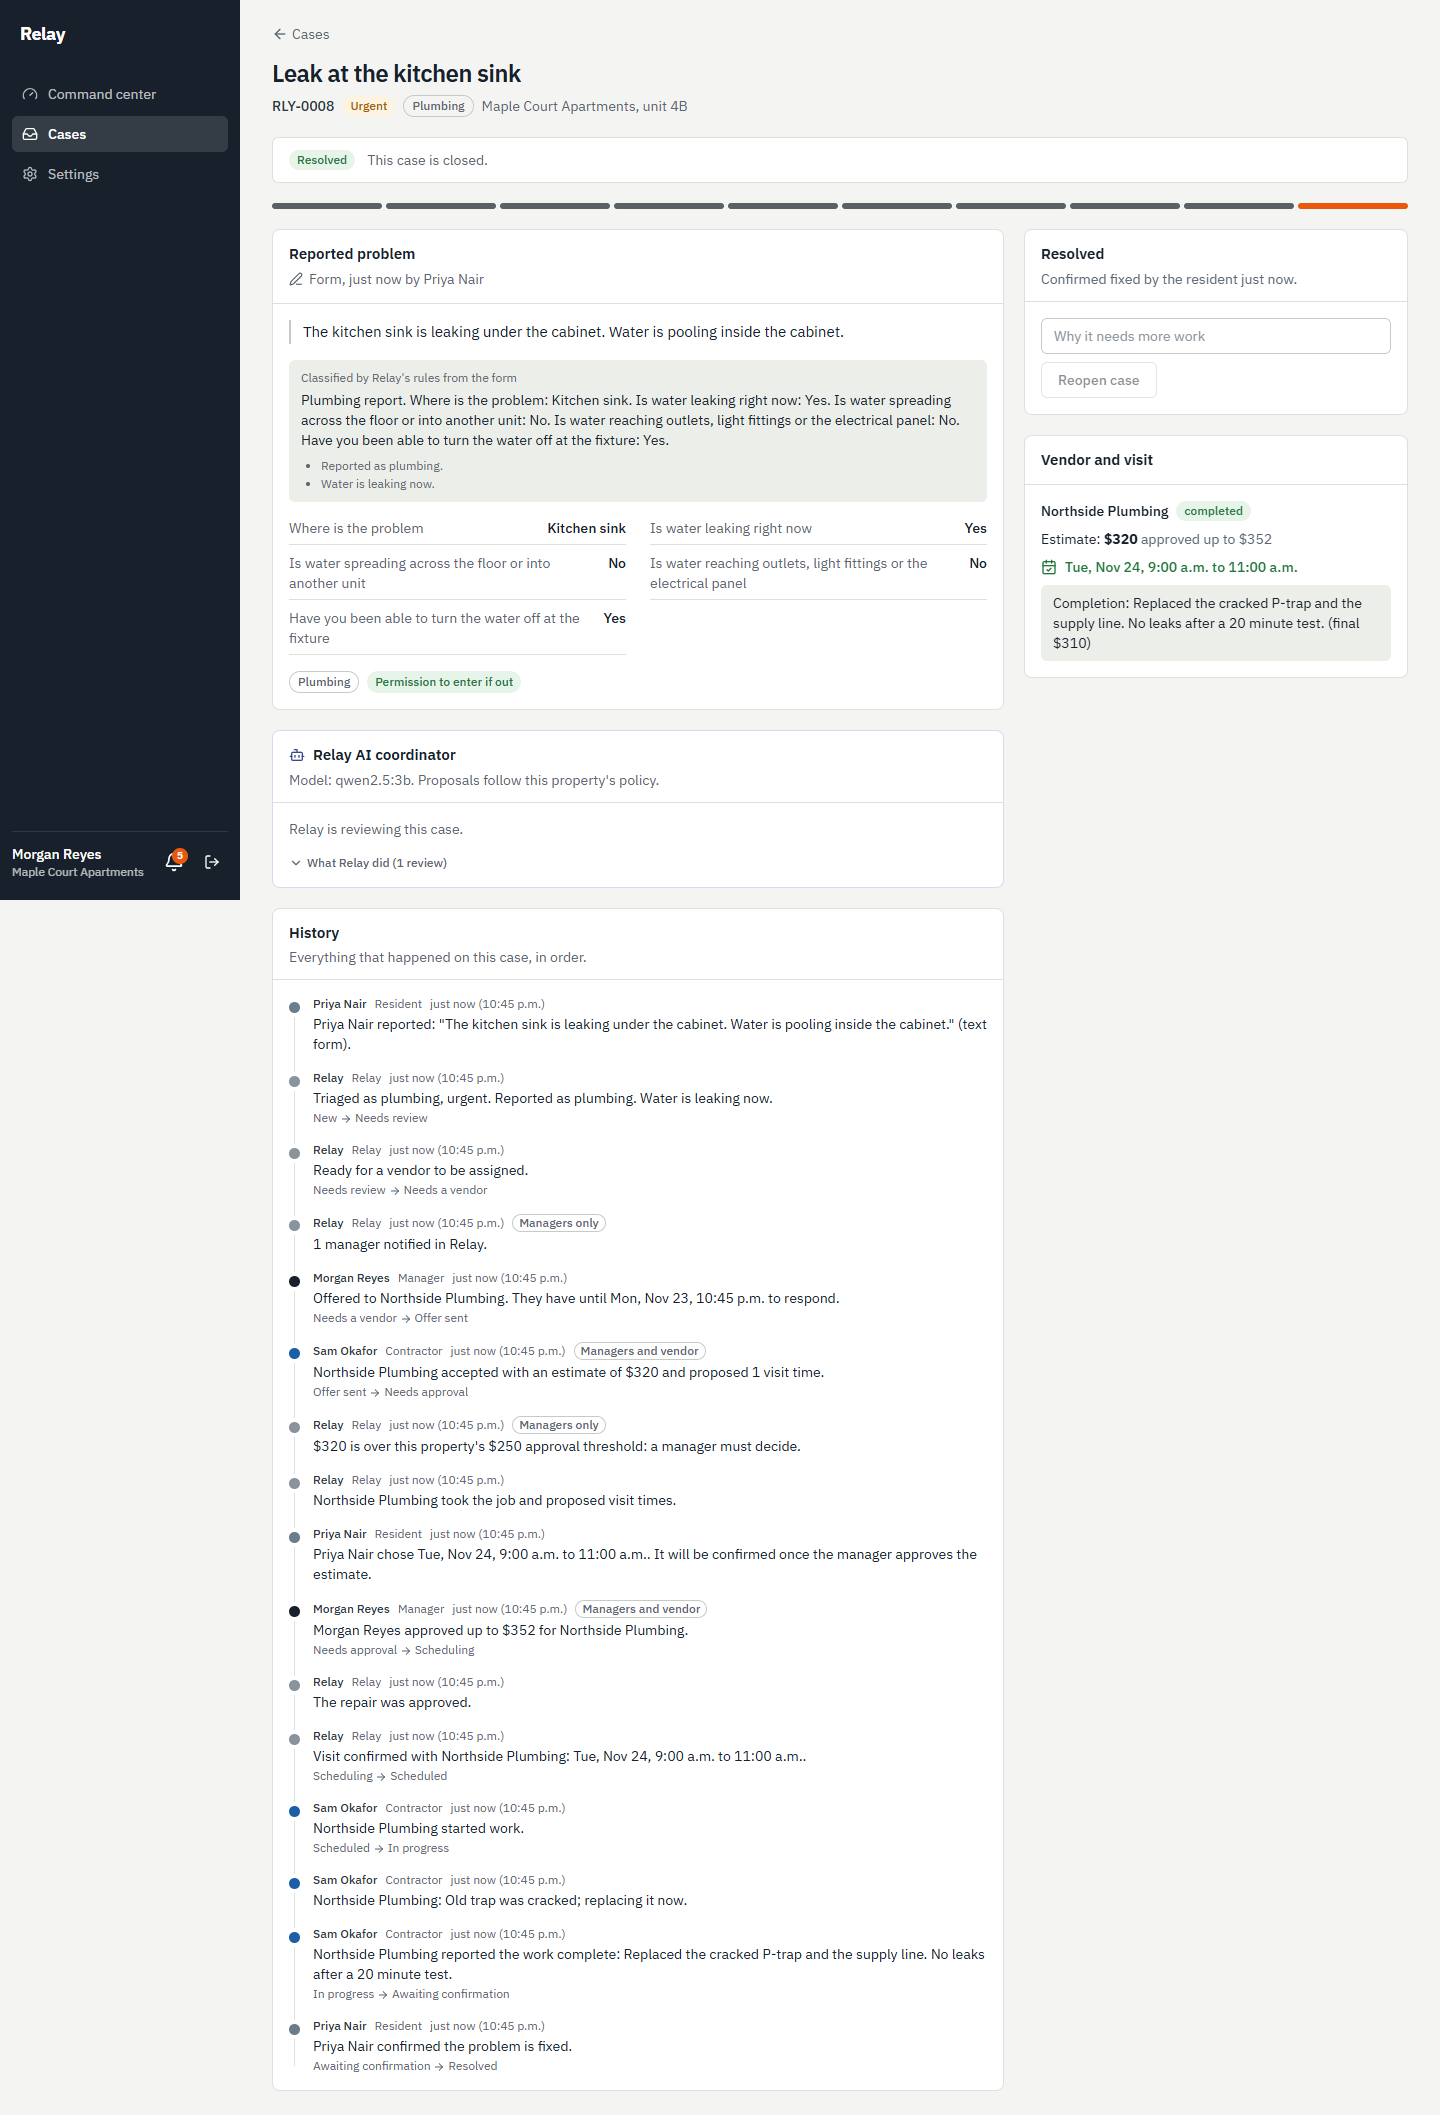 Relay
Command center
Cases
Settings
Morgan Reyes
Maple Court Apartments
5
Cases
Leak at the kitchen sink
RLY-0008 Urgent Plumbing Maple Court Apartments, unit 4B
Resolved This case is closed.
Reported problem
Form, just now by Priya Nair
The kitchen sink is leaking under the cabinet. Water is pooling inside the cabinet.
Classified by Relay's rules from the form
Plumbing report. Where is the problem: Kitchen sink. Is water leaking right now: Yes. Is water spreading
across the floor or into another unit: No. Is water reaching outlets, light fittings or the electrical panel: No.
Have you been able to turn the water off at the fixture: Yes.
• Reported as plumbing.
• Water is leaking now.
Where is the problem Kitchen sink
Is water leaking right now Yes
Is water spreading across the floor or into No
another unit
Is water reaching outlets, light fittings or the No
electrical panel
Have you been able to turn the water off at the Yes
fixture
Plumbing Permission to enter if out
Relay AI coordinator
Model: qwen2.5:3b. Proposals follow this property's policy.
Relay is reviewing this case.
What Relay did (1 review)
History
Everything that happened on this case, in order.
Priya Nair Resident just now (10:45 p.m.)
Priya Nair reported: "The kitchen sink is leaking under the cabinet. Water is pooling inside the cabinet." (text
form).
Relay Relay just now (10:45 p.m.)
Triaged as plumbing, urgent. Reported as plumbing. Water is leaking now.
New → Needs review
Relay Relay just now (10:45 p.m.)
Ready for a vendor to be assigned.
Needs review → Needs a vendor
Relay Relay just now (10:45 p.m.) Managers only
1 manager notified in Relay.
Morgan Reyes Manager just now (10:45 p.m.)
Offered to Northside Plumbing. They have until Mon, Nov 23, 10:45 p.m. to respond.
Needs a vendor → Offer sent
Sam Okafor Contractor just now (10:45 p.m.) Managers and vendor
Northside Plumbing accepted with an estimate of $320 and proposed 1 visit time.
Offer sent → Needs approval
Relay Relay just now (10:45 p.m.) Managers only
$320 is over this property's $250 approval threshold: a manager must decide.
Relay Relay just now (10:45 p.m.)
Northside Plumbing took the job and proposed visit times.
Priya Nair Resident just now (10:45 p.m.)
Priya Nair chose Tue, Nov 24, 9:00 a.m. to 11:00 a.m.. It will be confirmed once the manager approves the
estimate.
Morgan Reyes Manager just now (10:45 p.m.) Managers and vendor
Morgan Reyes approved up to $352 for Northside Plumbing.
Needs approval → Scheduling
Relay Relay just now (10:45 p.m.)
The repair was approved.
Relay Relay just now (10:45 p.m.)
Visit confirmed with Northside Plumbing: Tue, Nov 24, 9:00 a.m. to 11:00 a.m..
Scheduling → Scheduled
Sam Okafor Contractor just now (10:45 p.m.)
Northside Plumbing started work.
Scheduled → In progress
Sam Okafor Contractor just now (10:45 p.m.)
Northside Plumbing: Old trap was cracked; replacing it now.
Sam Okafor Contractor just now (10:45 p.m.)
Northside Plumbing reported the work complete: Replaced the cracked P-trap and the supply line. No leaks
after a 20 minute test.
In progress → Awaiting confirmation
Priya Nair Resident just now (10:45 p.m.)
Priya Nair confirmed the problem is fixed.
Awaiting confirmation → Resolved
Resolved
Confirmed fixed by the resident just now.
Why it needs more work
Reopen case
Vendor and visit
Northside Plumbing completed
Estimate: $320 approved up to $352
Tue, Nov 24, 9:00 a.m. to 11:00 a.m.
Completion: Replaced the cracked P-trap and the
supply line. No leaks after a 20 minute test. (final
$310)